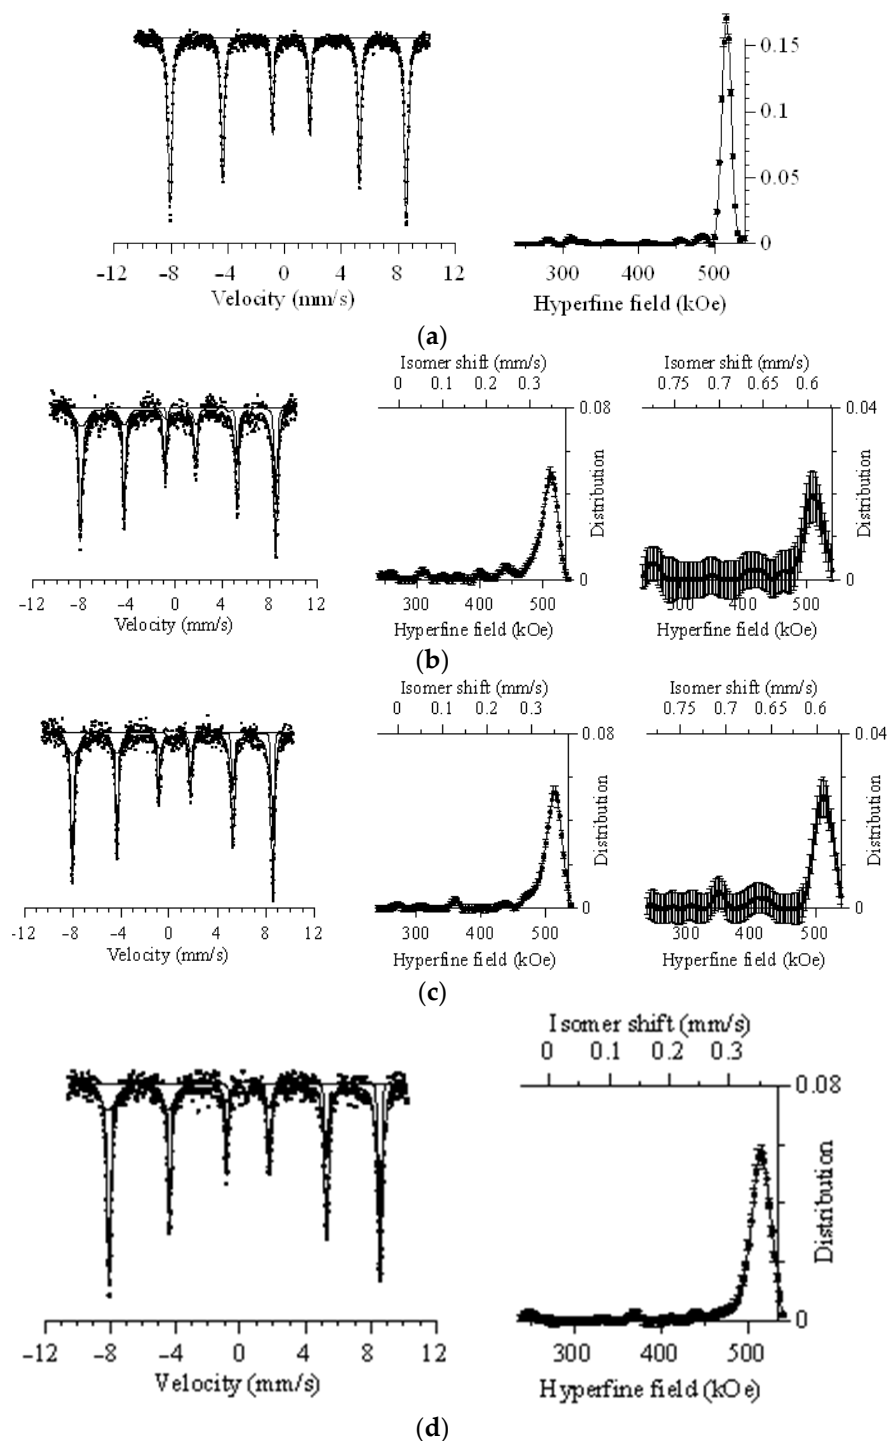 0.15
0.1
0.05
0
−12 −8 −4 0 4 8 12
300 400 500
Velocity (mm/s)
Hyperfine field (kOe)
(a)
Isomer shift (mm/s)
0 0.1 0.2 0.3
Isomer shift (mm/s)
0.75 0.7 0.65 0.6
0.08
0.04
Distribution
Distribution
0
0
−12 −8 −4 0 4 8 12
300 400 500
300 400 500
Velocity (mm/s)
Hyperfine field (kOe)
Hyperfine field (kOe)
(b)
Isomer shift (mm/s)
0 0.1 0.2 0.3
Isomer shift (mm/s)
0.75 0.7 0.65 0.6
0.08
0.04
Distribution
Distribution
0
0
−12 −8 −4 0 4 8 12
300 400 500
300 400 500
Velocity (mm/s)
Hyperfine field (kOe)
Hyperfine field (kOe)
(c)
Isomer shift (mm/s)
0 0.1 0.2 0.3
0.08
Distribution
0
−12 −8 −4 0 4 8 12
300 400 500
Velocity (mm/s)
Hyperfine field (kOe)
(d)